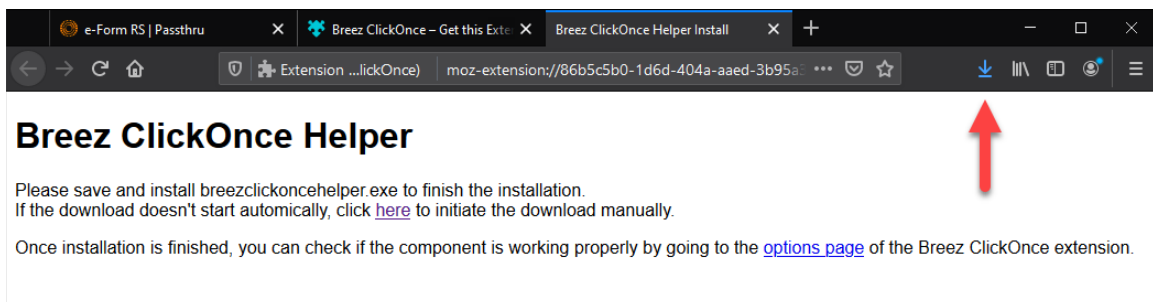 e-Form RS | Passthru
Breez ClickOnce – Get this Exte
Breez ClickOnce Helper Install
Extension ...lickOnce)
moz-extension://86b5c5b0-1d6d-404a-aaed-3b95a
Breez ClickOnce Helper
Please save and install breezclickoncehelper.exe to finish the installation.
If the download doesn't start automically, click here to initiate the download manually.
Once installation is finished, you can check if the component is working properly by going to the options page of the Breez ClickOnce extension.